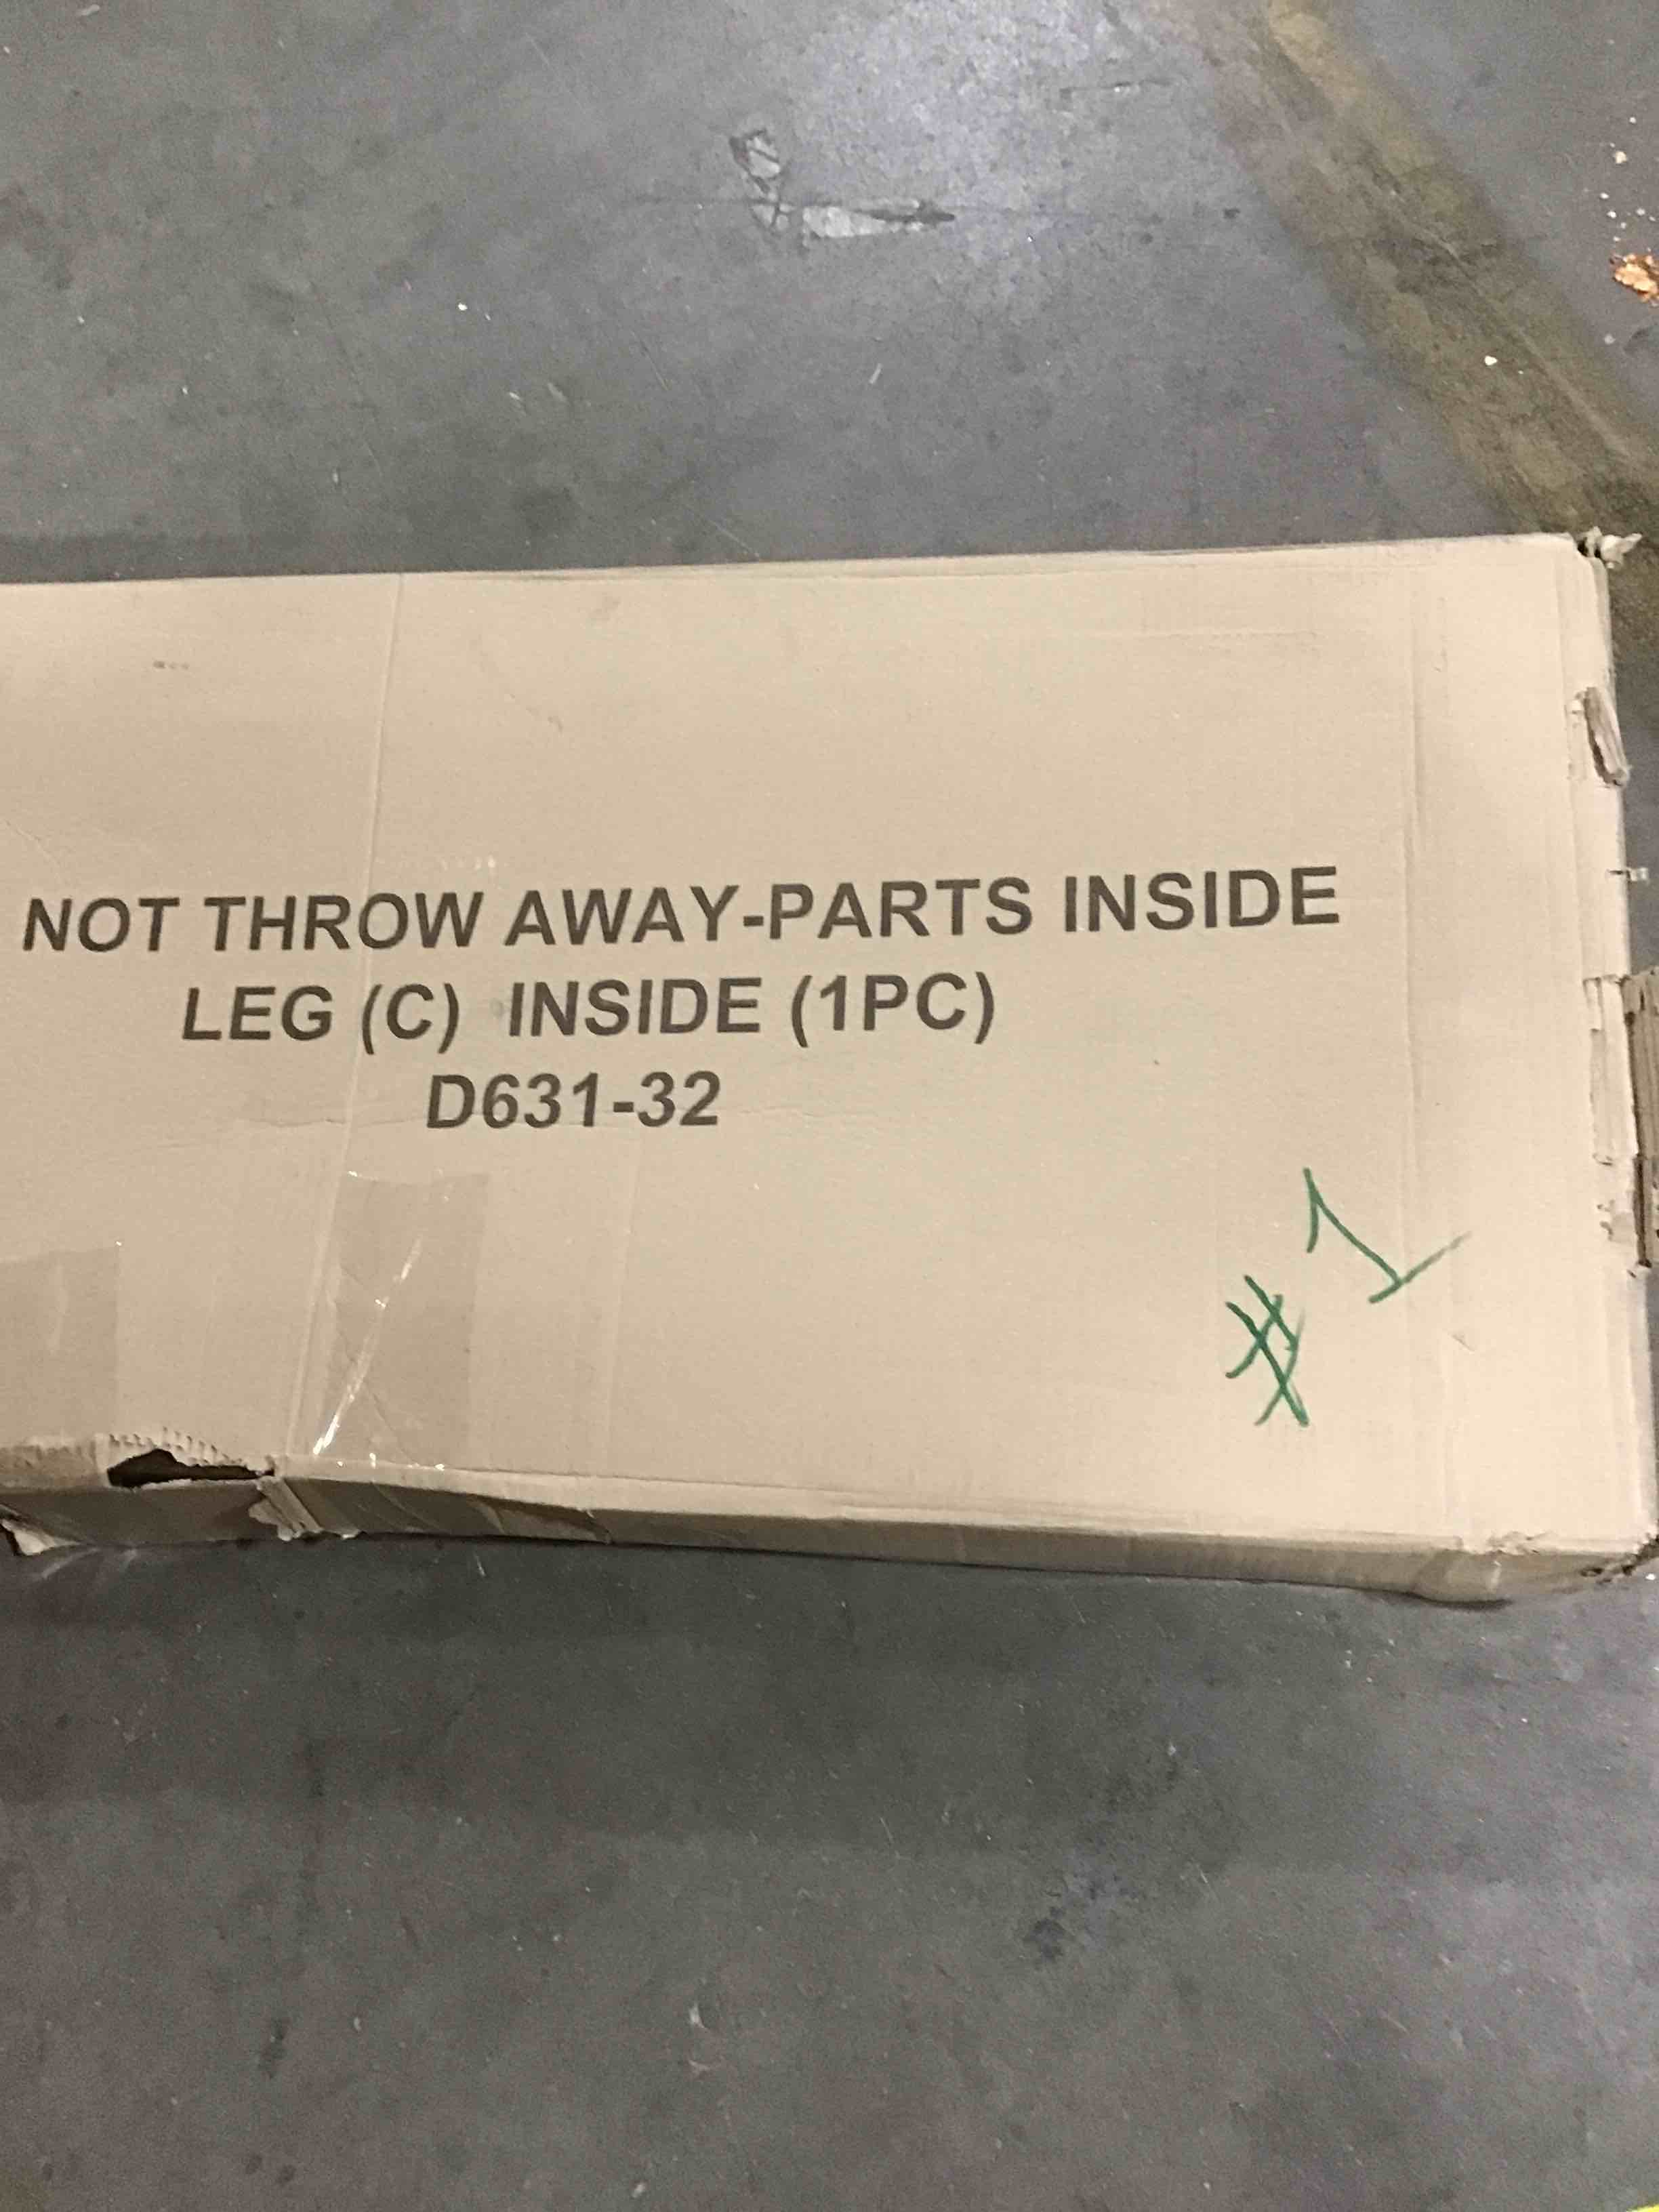 NOT THROW AWAY-PARTS INSIDE
LEG (C) INSIDE (1PC)
D631-32
#1